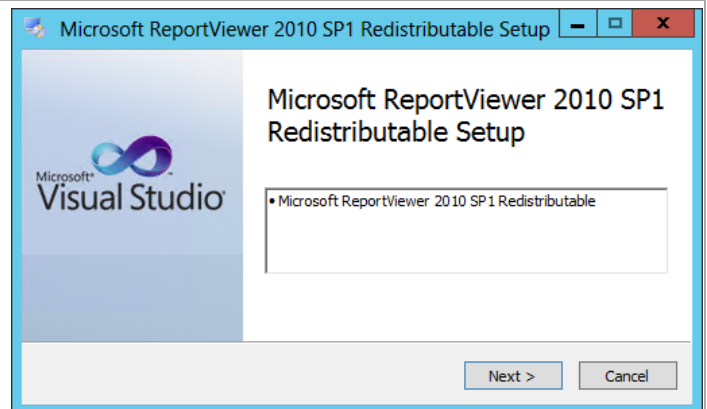 Microsoft ReportViewer 2010 SP1 Redistributable Setup
Microsoft ReportViewer 2010 SP1
Redistributable Setup
Microsoft®
Visual Studio®
• Microsoft ReportViewer 2010 SP1 Redistributable
Next >
Cancel